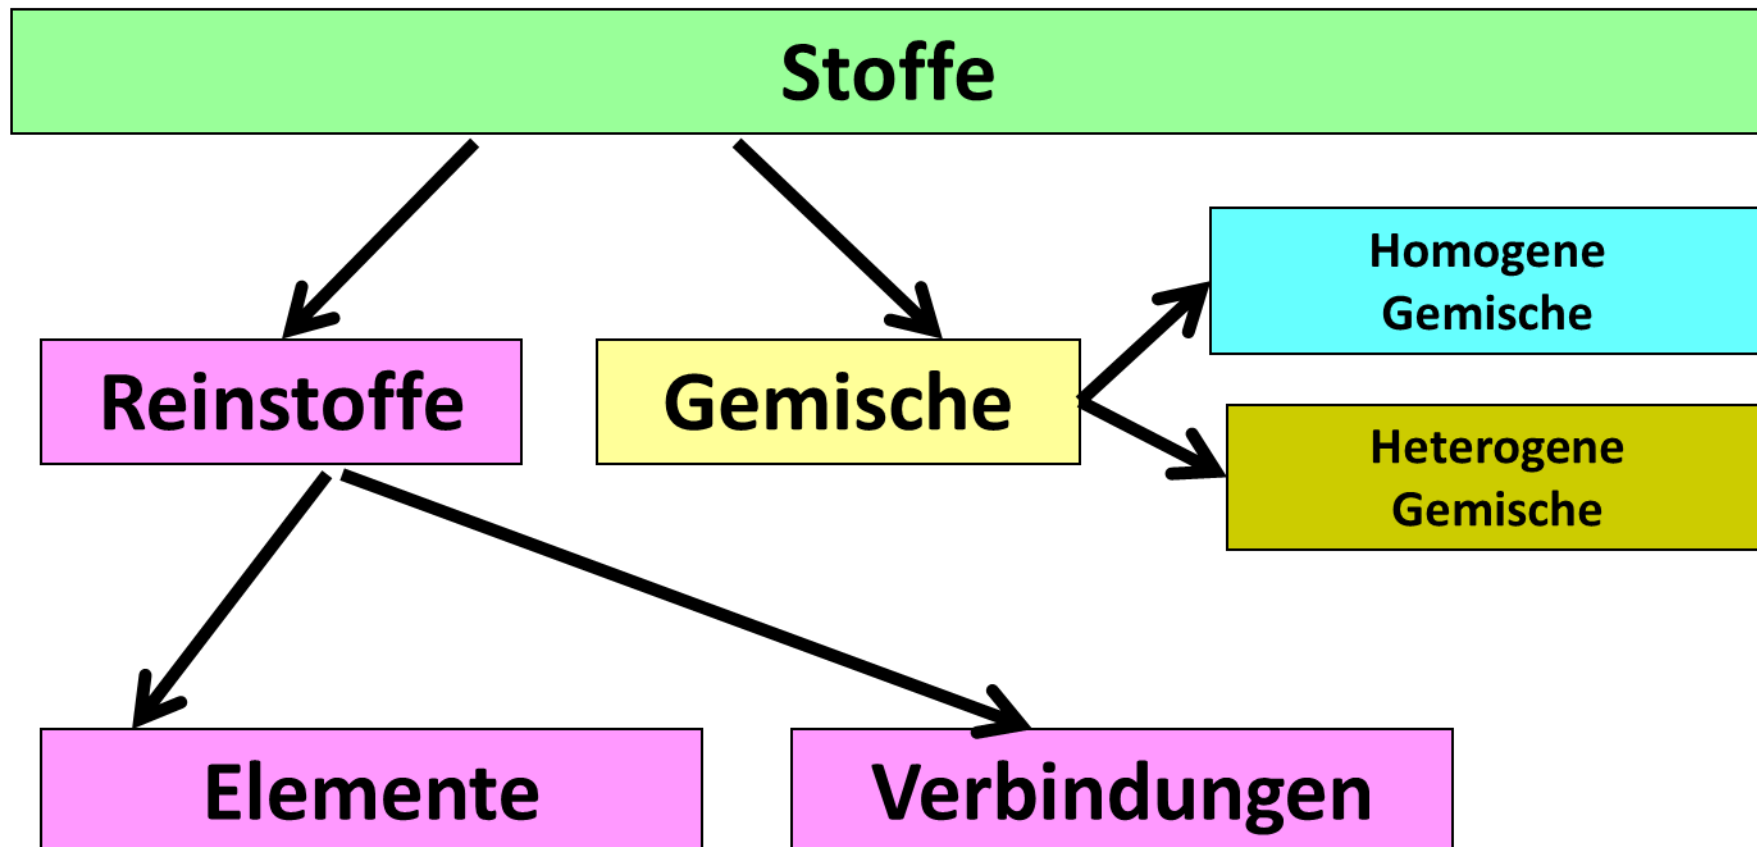 Stoffe
Homogene
Gemische
Reinstoffe
Gemische
Heterogene
Gemische
Elemente
Verbindungen